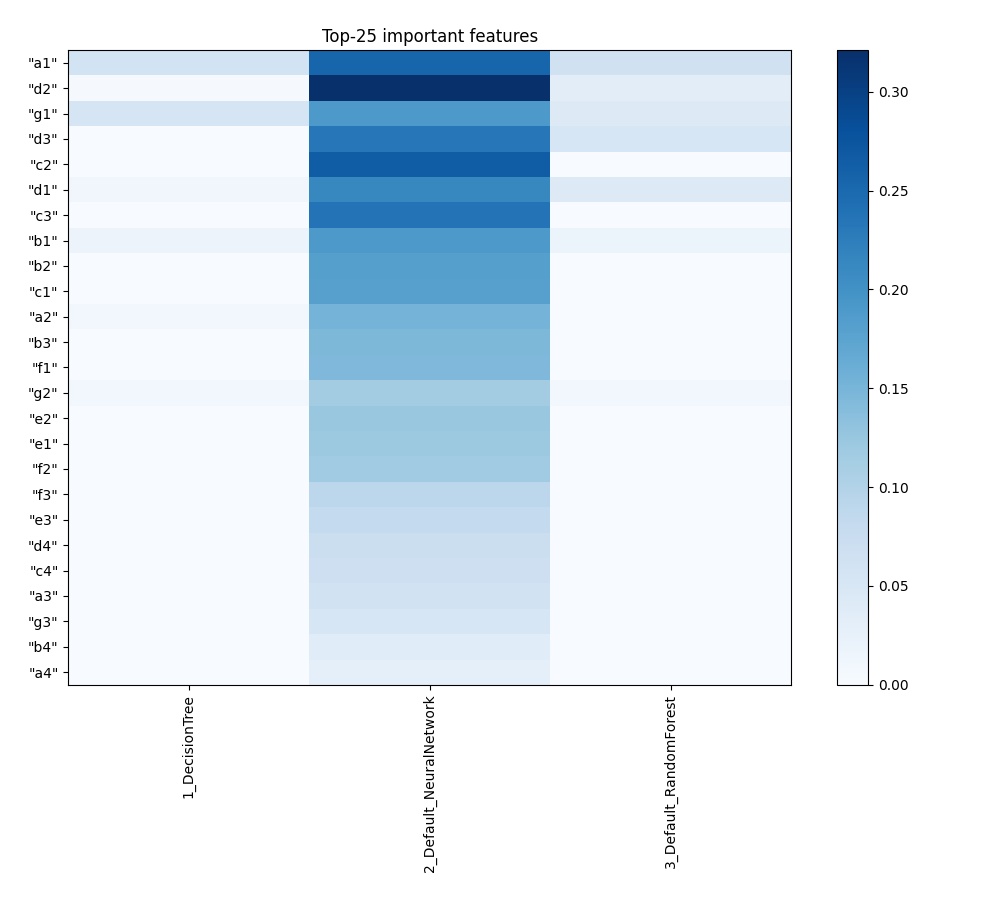 Top-25 important features
"a1"
"d2"
"g1"
"d3"
"c2"
"d1"
"c3"
"b1"
"b2"
"c1"
"a2"
"b3"
"f1"
"g2"
"e2"
"e1"
"f2"
"f3"
"e3"
"d4"
"c4"
"a3"
"g3"
"b4"
"a4"
1_DecisionTree
2_Default_NeuralNetwork
3_Default_RandomForest
0.30
0.25
0.20
0.15
0.10
0.05
0.00